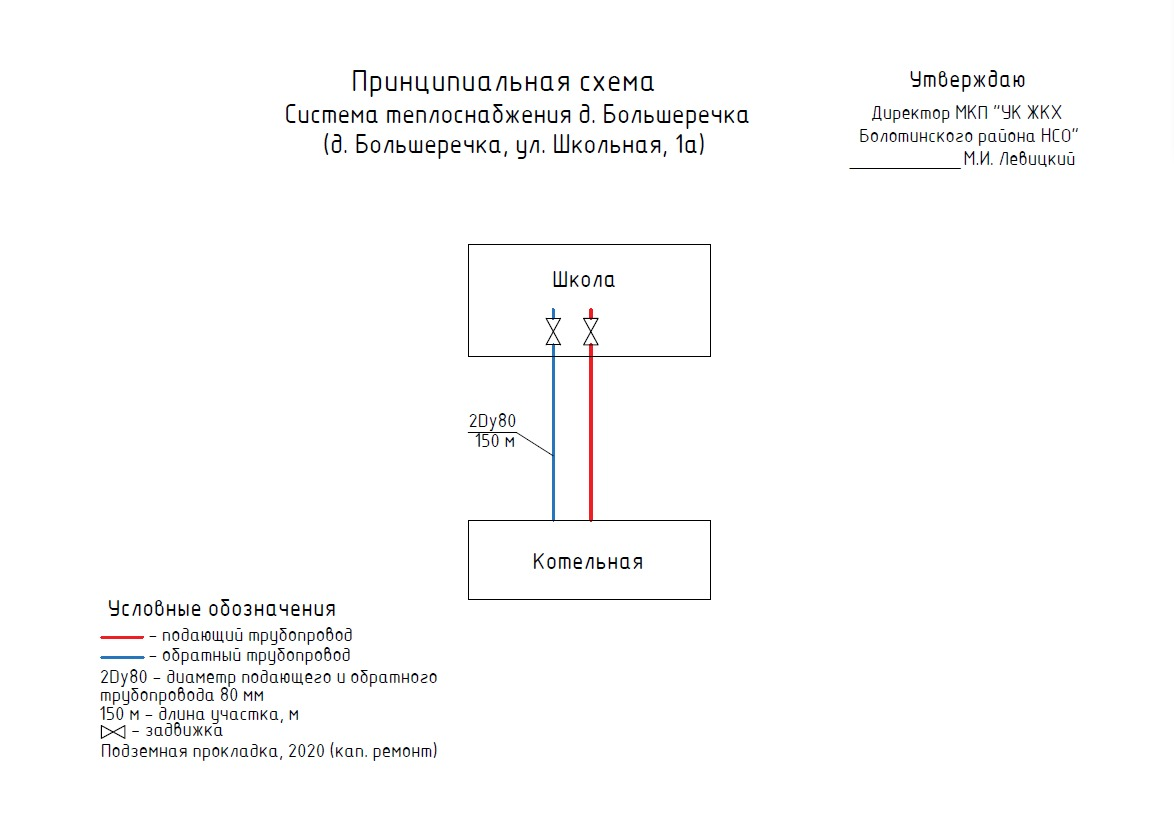 Принципиальная схема
Система теплоснабжения д. Большеречка
(д. Большеречка, ул. Школьная, 1а)
Утверждаю
Директор МКП "УК ЖКХ
Болотинского района НСО"
М.И. Левицкий
Школа
2Dy80
150 м
Котельная
Условные обозначения
– подающий трубопровод
– обратный трубопровод
2Dy80 – диаметр подающего и обратного
трубопровода 80 мм
150 м – длина участка, м
– задвижка
Подземная прокладка, 2020 (кап. ремонт)